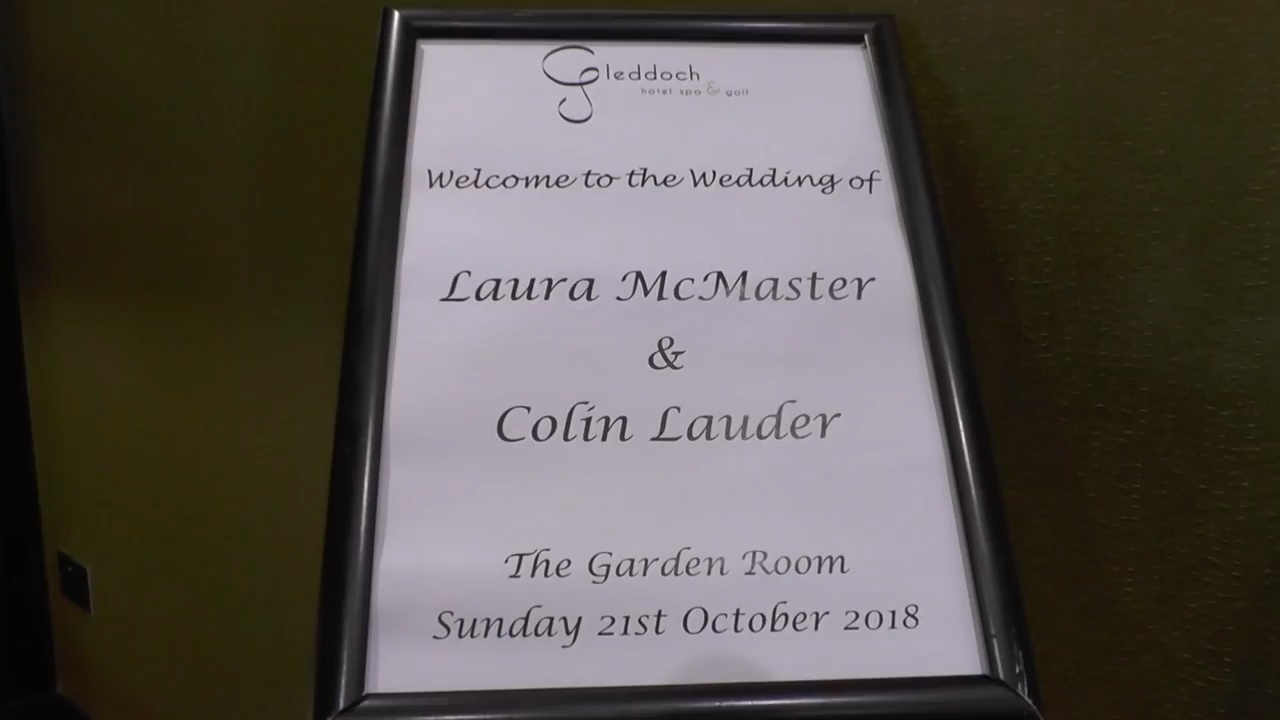 Gleddoch
hotel spa & golf
Welcome to the Wedding of
Laura McMaster
&
Colin Lauder
The Garden Room
Sunday 21st October 2018